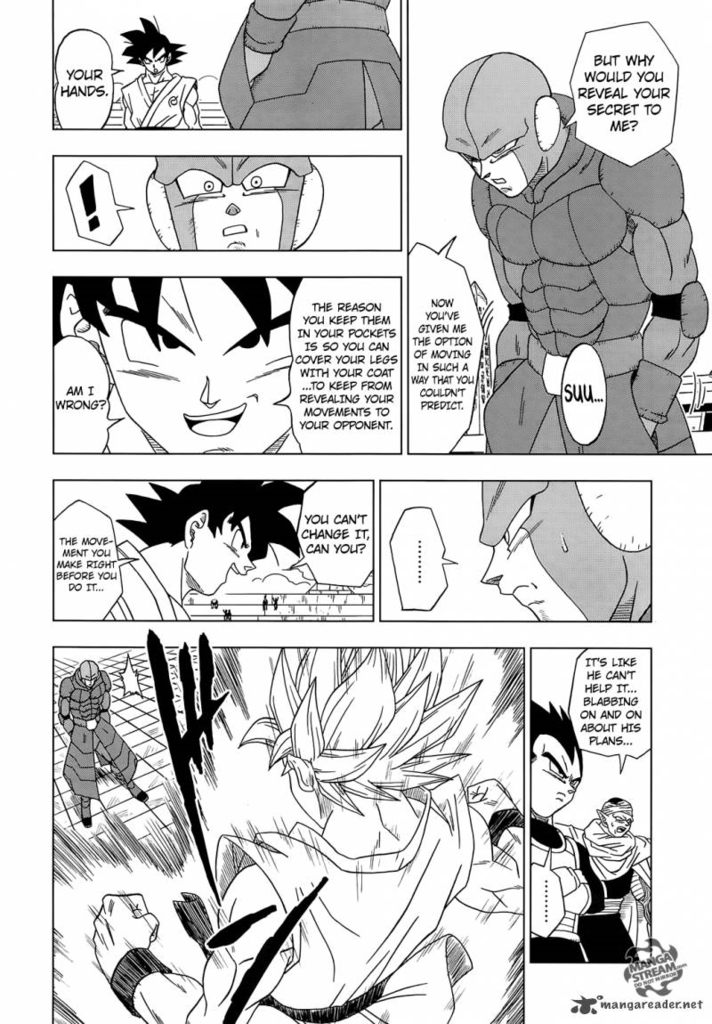 YOUR
HANDS.
!
BUT WHY
WOULD YOU
REVEAL YOUR
SECRET TO
ME?
NOW
YOU'VE
GIVEN ME
THE OPTION
OF MOVING
IN SUCH A
WAY THAT YOU
COULDN'T
PREDICT.
SUU...
THE REASON
YOU KEEP THEM
IN YOUR POCKETS
IS SO YOU CAN
COVER YOUR LEGS
WITH YOUR COAT
...TO KEEP FROM
REVEALING YOUR
MOVEMENTS TO
YOUR OPPONENT.
AM I
WRONG?
YOU CAN'T
CHANGE IT,
CAN YOU?
THE MOVE-
MENT YOU
MAKE RIGHT
BEFORE YOU
DO IT...
........
IT'S LIKE
HE CAN'T
HELP IT...
BLABBING
ON AND ON
ABOUT HIS
PLANS...
MANGA
STREAM
DO NOT MIRROR
mangareader.net